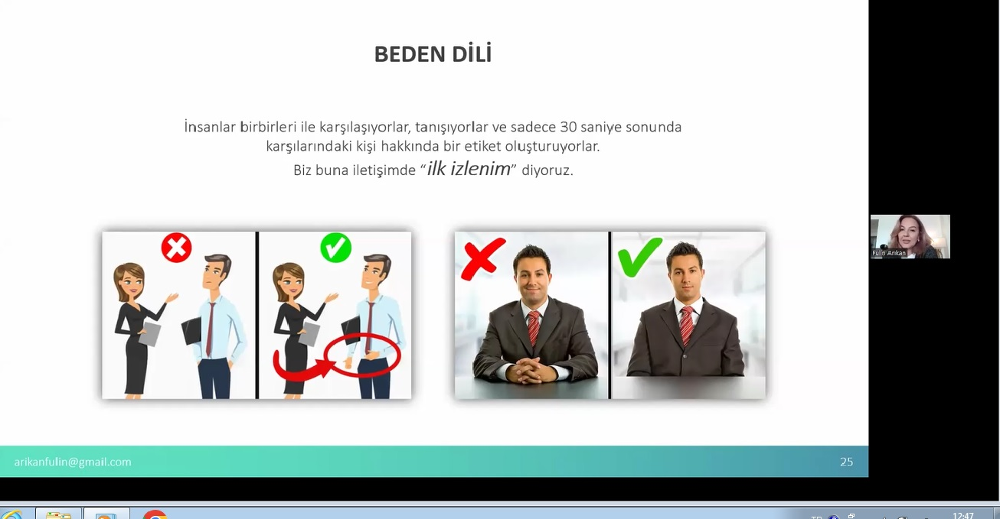 BEDEN DİLİ
İnsanlar birbirleri ile karşılaşıyorlar, tanışıyorlar ve sadece 30 saniye sonunda
karşılarındaki kişi hakkında bir etiket oluşturuyorlar.
Biz buna iletişimde “ilk izlenim” diyoruz.
Fulin Arıkan
arikanfulin@gmail.com
25
TR
12:47